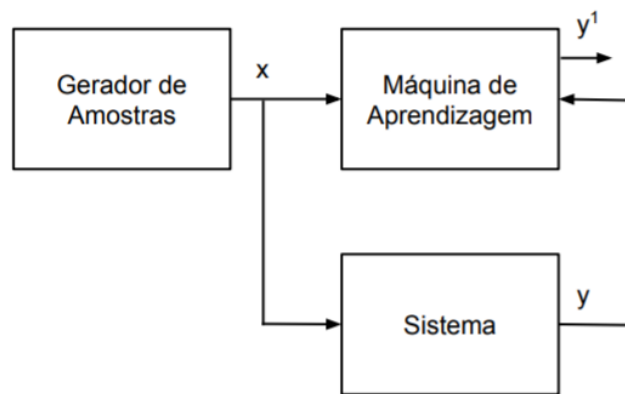 Gerador de
Amostras
x
Máquina de
Aprendizagem
y¹
Sistema
y